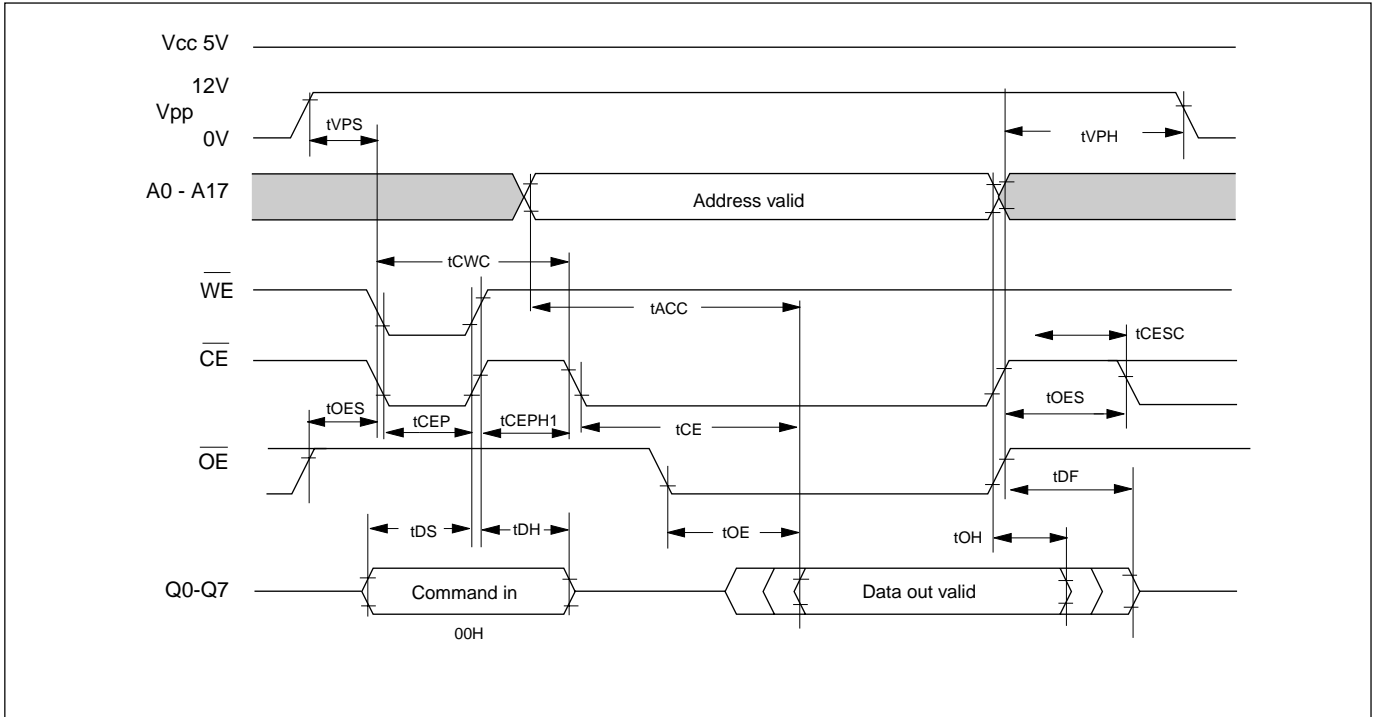 Vcc 5V
12V
Vpp
0V
tVPS
tVPH
A0 - A17
Address valid
tCWC
WE
tACC
tCESC
CE
tOES
tCEP
tCEPH1
tCE
tOES
OE
tDF
tDS
tDH
tOE
tOH
Q0-Q7
Command in
Data out valid
00H